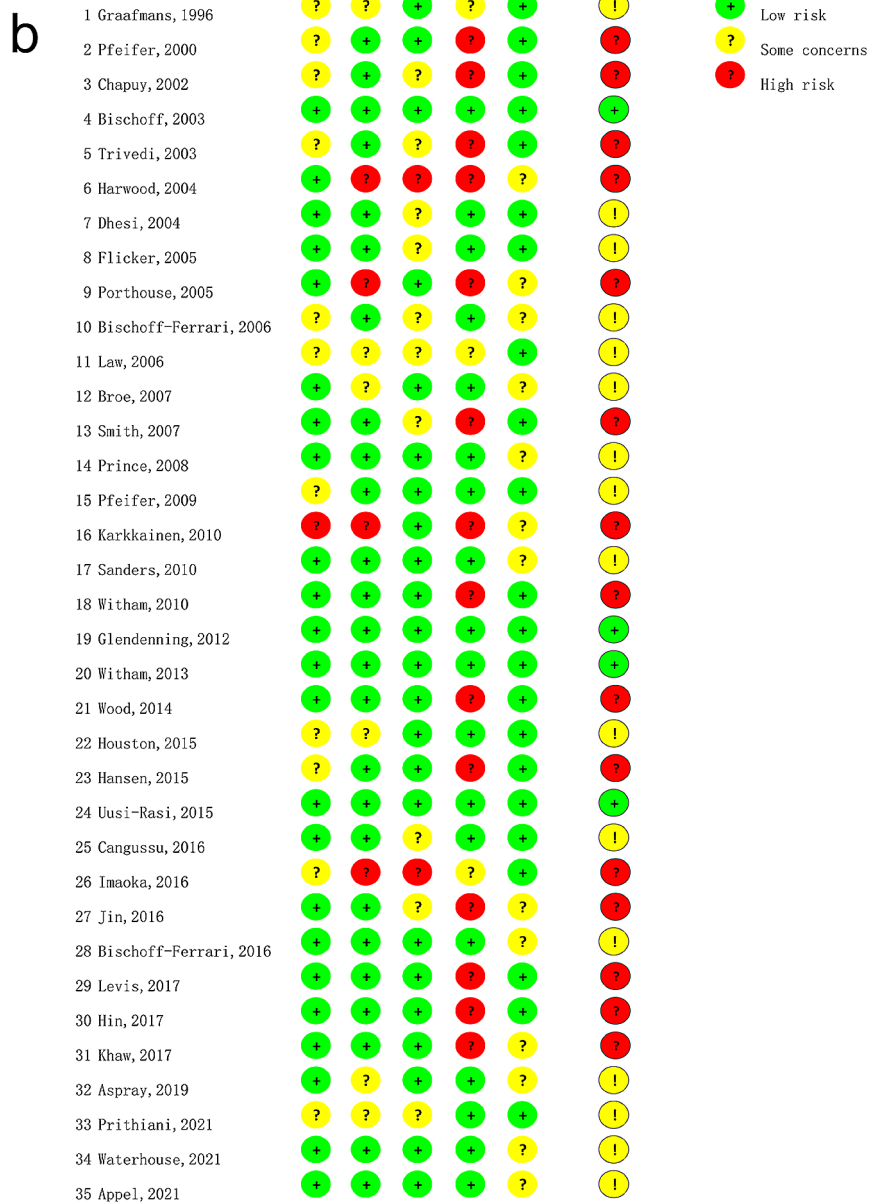 b
1 Graafmans, 1996 ? ? + ? + !
+ Low risk
2 Pfeifer, 2000 ? + + ? + ?
? Some concerns
3 Chapuy, 2002 ? + ? ? + ?
? High risk
4 Bischoff, 2003 + + + + + +
5 Trivedi, 2003 ? + ? ? + ?
6 Harwood, 2004 + ? ? ? ? ?
7 Dhesi, 2004 + + ? + + !
8 Flicker, 2005 + + ? + + !
9 Porthouse, 2005 + ? + ? ? ?
10 Bischoff-Ferrari, 2006 ? + ? + ? !
11 Law, 2006 ? ? ? ? + !
12 Broe, 2007 + ? + + ? !
13 Smith, 2007 + + ? ? + ?
14 Prince, 2008 + + + + ? !
15 Pfeifer, 2009 ? + + + + !
16 Karkkainen, 2010 ? ? + ? ? ?
17 Sanders, 2010 + + + + ? !
18 Witham, 2010 + + + ? + ?
19 Glendenning, 2012 + + + + + +
20 Witham, 2013 + + + + + +
21 Wood, 2014 + + + ? + ?
22 Houston, 2015 ? ? + + + !
23 Hansen, 2015 ? + + ? + ?
24 Uusi-Rasi, 2015 + + + + + +
25 Cangussu, 2016 + + ? + + !
26 Imaoka, 2016 ? ? ? ? + ?
27 Jin, 2016 + + ? ? ? ?
28 Bischoff-Ferrari, 2016 + + + + ? !
29 Levis, 2017 + + + ? + ?
30 Hin, 2017 + + + ? + ?
31 Khaw, 2017 + + + ? ? ?
32 Aspray, 2019 + ? + + ? !
33 Prithiani, 2021 ? ? ? + + !
34 Waterhouse, 2021 + + + + ? !
35 Appel, 2021 + + + + ? !